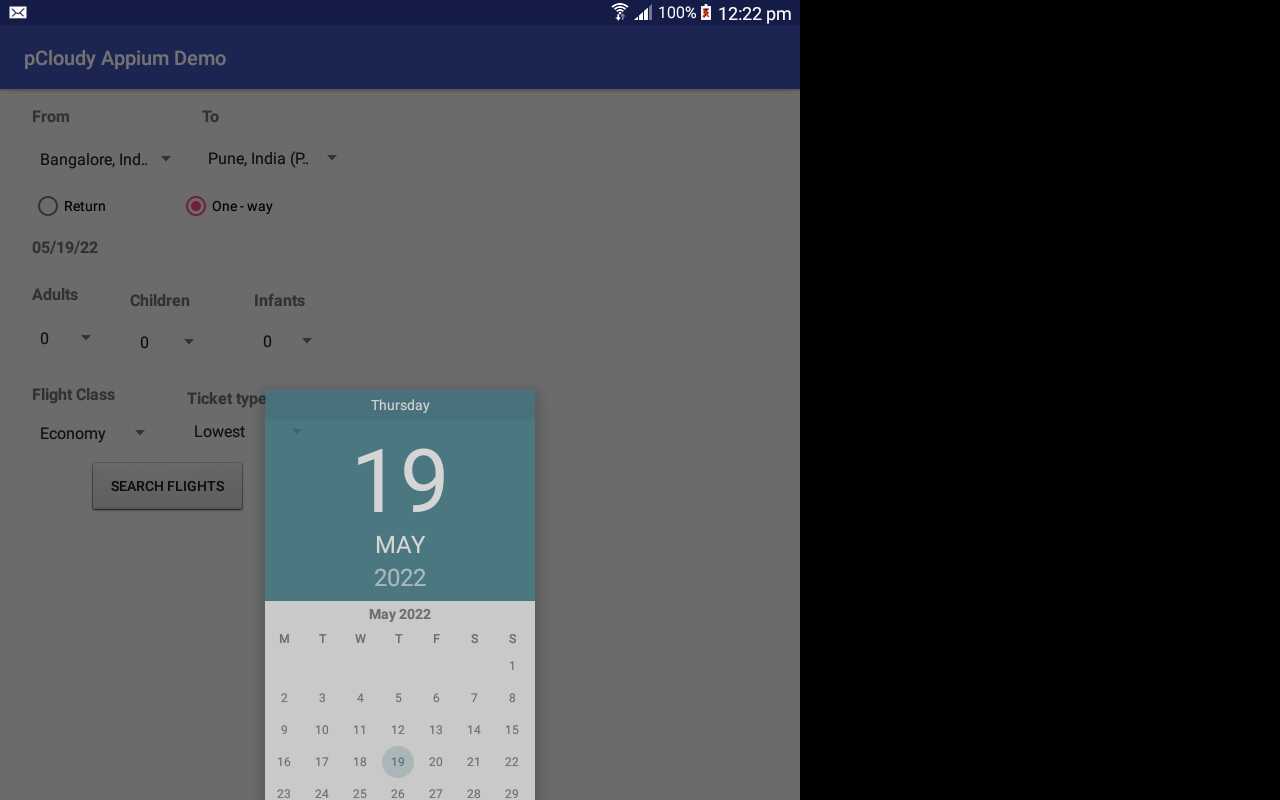 100% 12:22 pm
pCloudy Appium Demo
From To
Bangalore, Ind.. Pune, India (P..
Return One - way
05/19/22
Adults Children Infants
0 0 0
Flight Class Ticket type
Economy Lowest
SEARCH FLIGHTS
Thursday
19
MAY
2022
May 2022
M T W T F S S
1
2 3 4 5 6 7 8
9 10 11 12 13 14 15
16 17 18 19 20 21 22
23 24 25 26 27 28 29